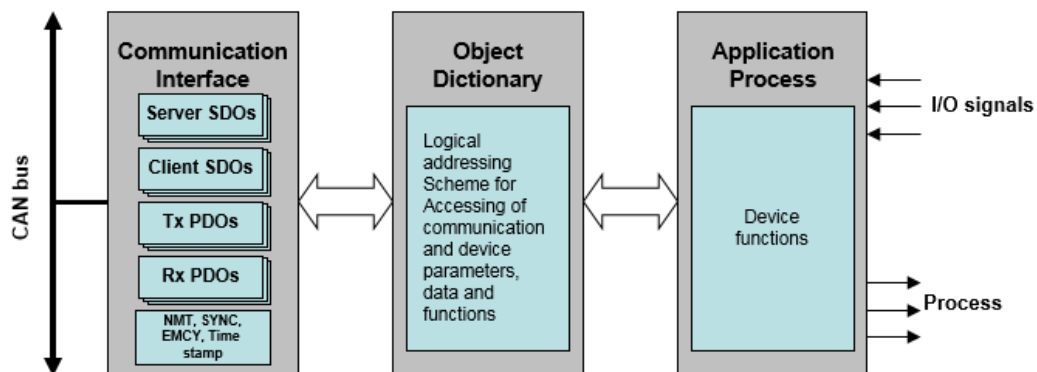 CAN bus
Communication
Interface
Server SDOs
Client SDOs
Tx PDOs
Rx PDOs
NMT, SYNC,
EMCY, Time
stamp
Object
Dictionary
Logical
addressing
Scheme for
Accessing of
communication
and device
parameters,
data and
functions
Application
Process
Device
functions
I/O signals
Process